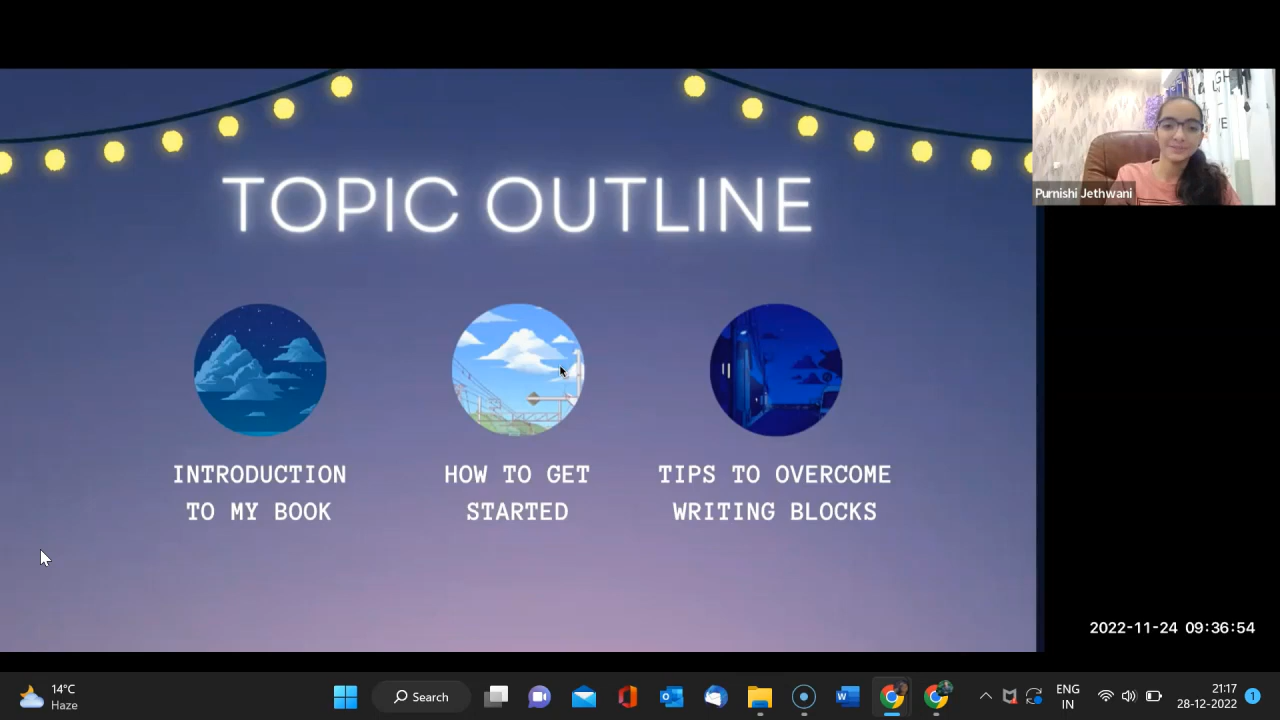 TOPIC OUTLINE
INTRODUCTION
TO MY BOOK
HOW TO GET
STARTED
TIPS TO OVERCOME
WRITING BLOCKS
Purnishi Jethwani
2022-11-24 09:36:54
14°C
Haze
Search
ENG
IN
21:17
28-12-2022
1